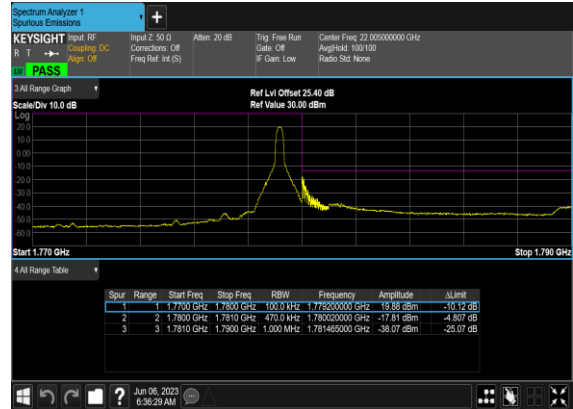 Spectrum Analyzer 1
Spurious Emissions
KEYSIGHT Input: RF Input Z: 50 Ω Atten: 20 dB Trig: Free Run Center Freq: 22.005000000 GHz
R T Coupling: DC Corrections: Off Gate: Off Avg|Hold: 100/100
Align: Off Freq Ref: Int (S) IF Gain: Low Radio Std: None
PASS
3 All Range Graph Ref Lvl Offset 25.40 dB
Scale/Div 10.0 dB Ref Value 30.00 dBm
Log
20.0
10.0
0.00
-10.0
-20.0
-30.0
-40.0
-50.0
-60.0
Start 1.770 GHz Stop 1.790 GHz
4 All Range Table
Spur Range Start Freq Stop Freq RBW Frequency Amplitude ΔLimit
1 1 1.7700 GHz 1.7800 GHz 100.0 kHz 1.779200000 GHz 19.88 dBm -10.12 dB
2 2 1.7800 GHz 1.7810 GHz 470.0 kHz 1.780020000 GHz -17.81 dBm -4.807 dB
3 3 1.7810 GHz 1.7900 GHz 1.000 MHz 1.781465000 GHz -38.07 dBm -25.07 dB
? Jun 06, 2023
6:36:29 AM